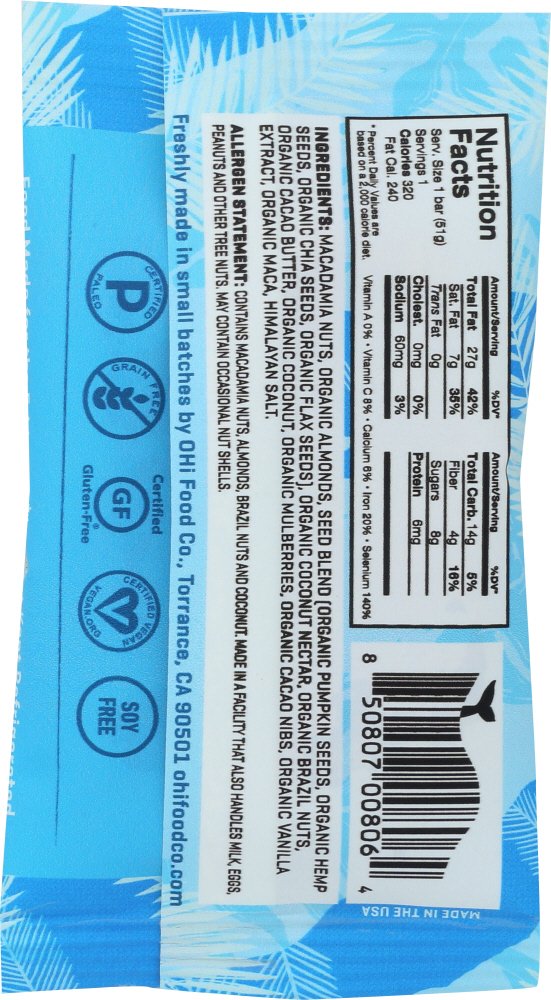 Nutrition
Facts
Serv. Size 1 bar (51g)
Servings 1
Calories 320
Fat Cal. 240
* Percent Daily Values are
based on a 2,000 calorie diet.
Amount/Serving %DV*
Total Fat 27g 42%
Sat. Fat 7g 35%
Trans Fat 0g
Cholest. 0mg 0%
Sodium 60mg 3%
Amount/Serving %DV*
Total Carb. 14g 5%
Fiber 4g 16%
Sugars 8g
Protein 6mg
Vitamin A 0% • Vitamin C 8% • Calcium 6% • Iron 20% • Selenium 140%
INGREDIENTS: MACADAMIA NUTS, ORGANIC ALMONDS, SEED BLEND [ORGANIC PUMPKIN SEEDS, ORGANIC HEMP
SEEDS, ORGANIC CHIA SEEDS, ORGANIC FLAX SEEDS], ORGANIC COCONUT NECTAR, ORGANIC BRAZIL NUTS,
ORGANIC CACAO BUTTER, ORGANIC COCONUT, ORGANIC MULBERRIES, ORGANIC CACAO NIBS, ORGANIC VANILLA
EXTRACT, ORGANIC MACA, HIMALAYAN SALT.
ALLERGEN STATEMENT: CONTAINS MACADAMIA NUTS, ALMONDS, BRAZIL NUTS AND COCONUT. MADE IN A FACILITY THAT ALSO HANDLES MILK, EGGS,
PEANUTS AND OTHER TREE NUTS. MAY CONTAIN OCCASIONAL NUT SHELLS.
8 50807 00806 4
MADE IN THE USA
Freshly made in small batches by OHi Food Co., Torrance, CA 90501 ohifoodco.com
CERTIFIED
P
PALEO
GRAIN FREE
Certified
GF
Gluten-Free®
CERTIFIED VEGAN
VEGAN.ORG
SOY
FREE